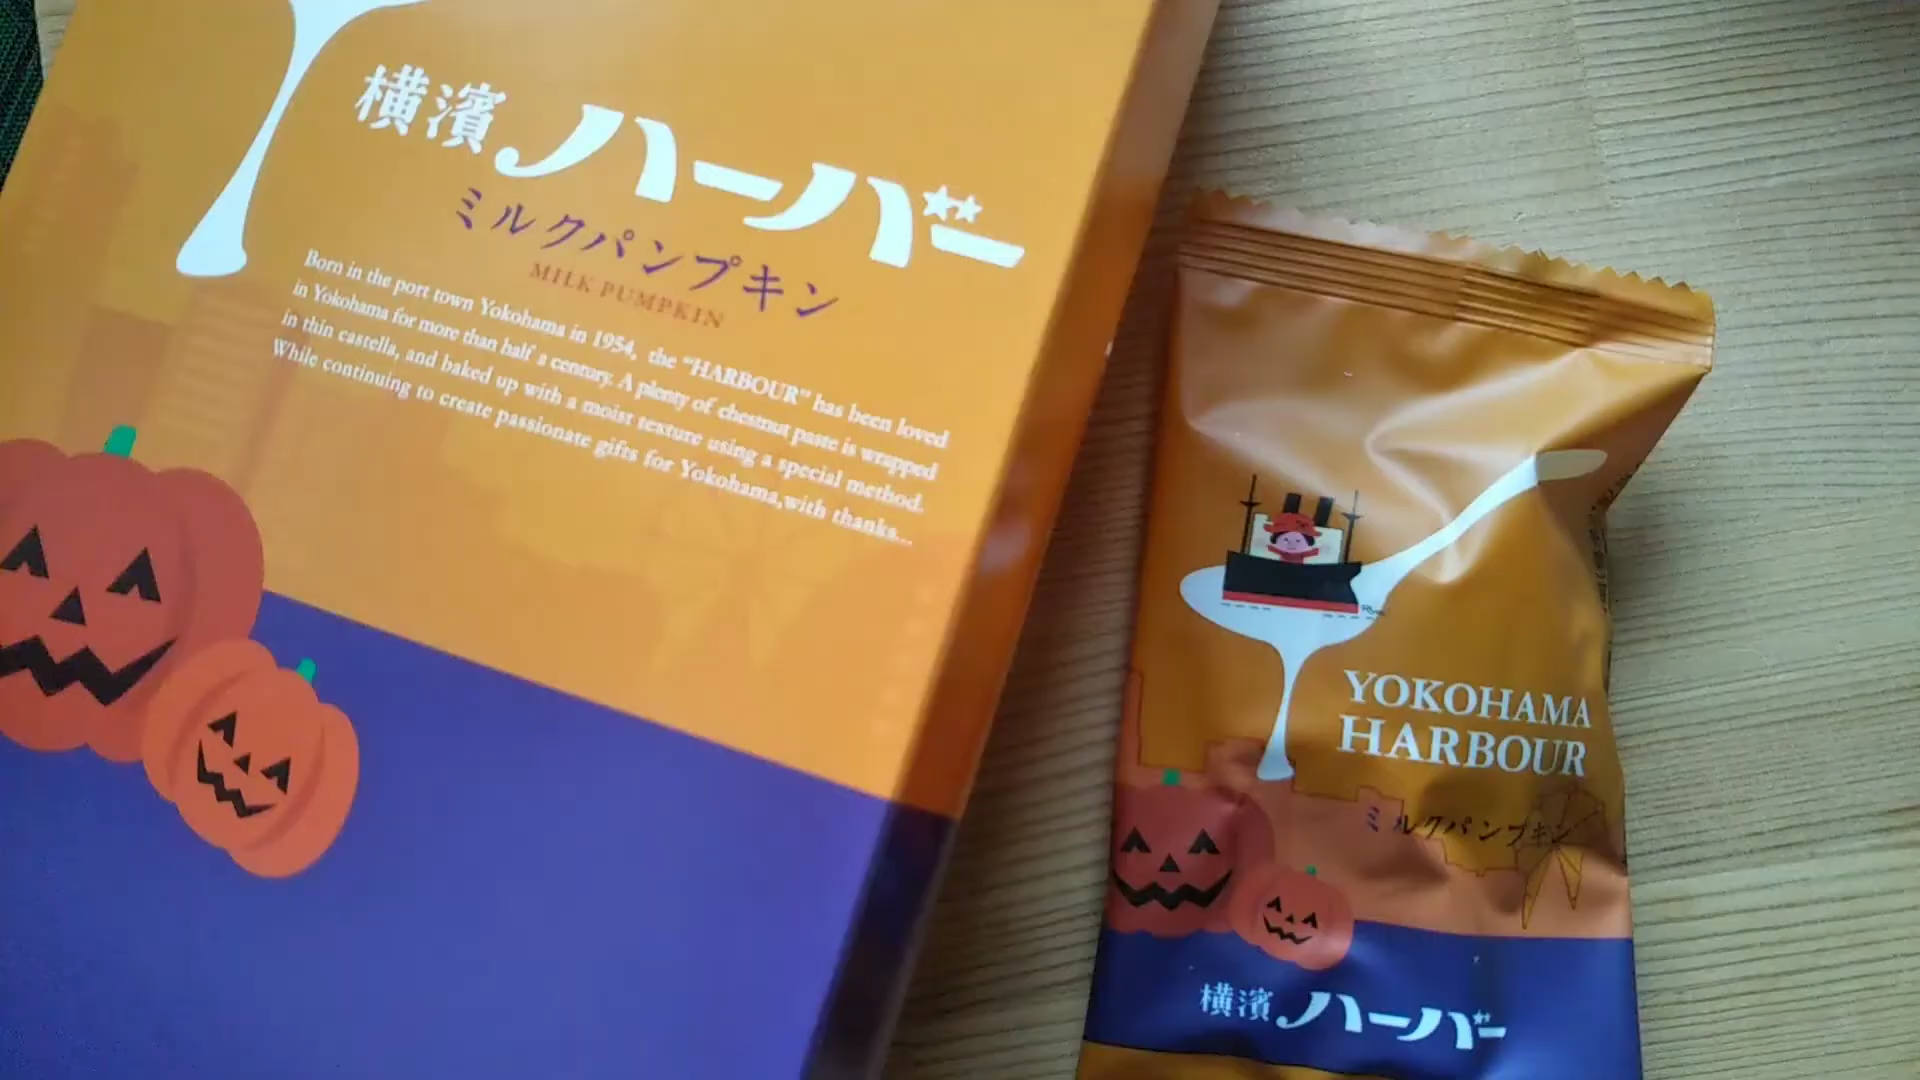 横濱ハーバー
ミルクパンプキン
MILK PUMPKIN
Born in the port town Yokohama in 1954, the "HARBOUR" has been loved
in Yokohama for more than half a century. A plenty of chestnut paste is wrapped
in thin castella, and baked up with a moist texture using a special method.
While continuing to create passionate gifts for Yokohama,with thanks...
YOKOHAMA
HARBOUR
ミルクパンプキン
横濱ハーバー